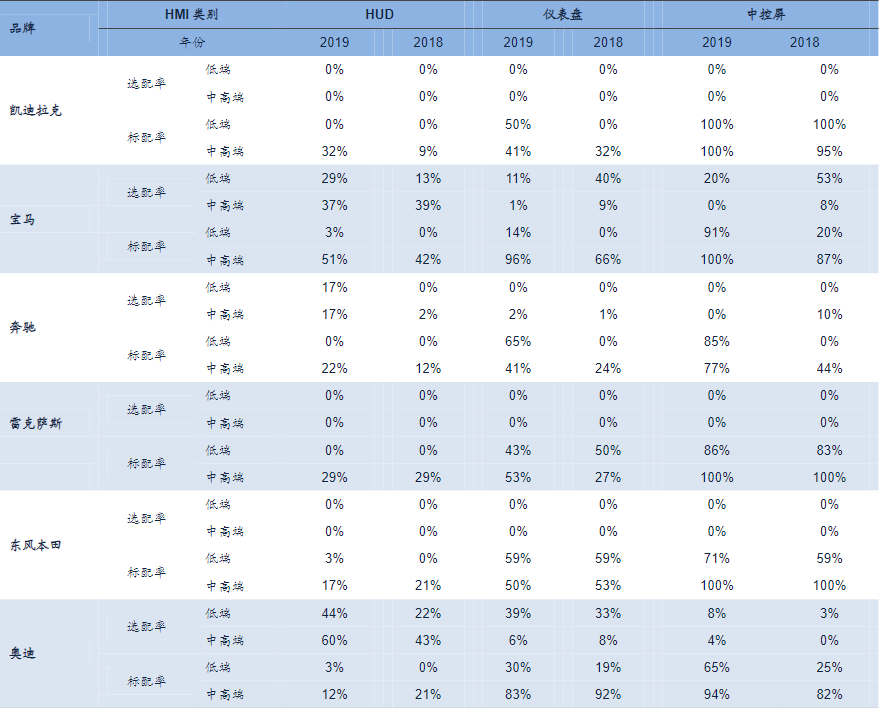 品牌 HMI 类别 HUD 仪表盘 中控屏
年份 2019 2018 2019 2018 2019 2018
凯迪拉克 选配率 低端 0% 0% 0% 0% 0% 0%
中高端 0% 0% 0% 0% 0% 0%
标配率 低端 0% 0% 50% 0% 100% 100%
中高端 32% 9% 41% 32% 100% 95%
宝马 选配率 低端 29% 13% 11% 40% 20% 53%
中高端 37% 39% 1% 9% 0% 8%
标配率 低端 3% 0% 14% 0% 91% 20%
中高端 51% 42% 96% 66% 100% 87%
奔驰 选配率 低端 17% 0% 0% 0% 0% 0%
中高端 17% 2% 2% 1% 0% 10%
标配率 低端 0% 0% 65% 0% 85% 0%
中高端 22% 12% 41% 24% 77% 44%
雷克萨斯 选配率 低端 0% 0% 0% 0% 0% 0%
中高端 0% 0% 0% 0% 0% 0%
标配率 低端 0% 0% 43% 50% 86% 83%
中高端 29% 29% 53% 27% 100% 100%
东风本田 选配率 低端 0% 0% 0% 0% 0% 0%
中高端 0% 0% 0% 0% 0% 0%
标配率 低端 3% 0% 59% 59% 71% 59%
中高端 17% 21% 50% 53% 100% 100%
奥迪 选配率 低端 44% 22% 39% 33% 8% 3%
中高端 60% 43% 6% 8% 4% 0%
标配率 低端 3% 0% 30% 19% 65% 25%
中高端 12% 21% 83% 92% 94% 82%